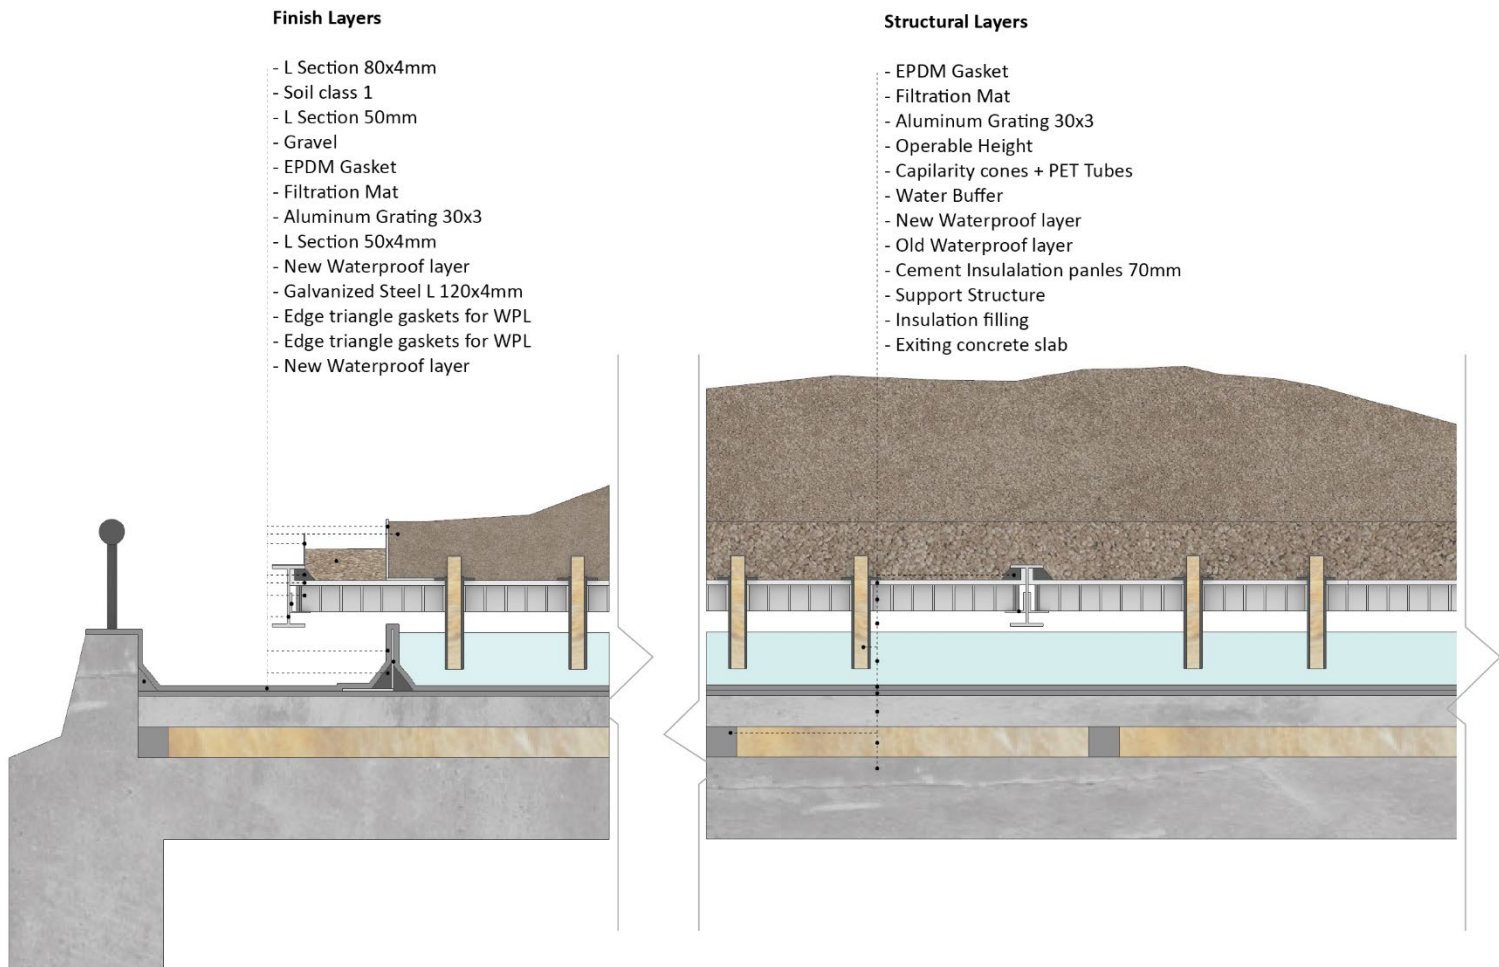 Finish Layers
- L Section 80x4mm
- Soil class 1
- L Section 50mm
- Gravel
- EPDM Gasket
- Filtration Mat
- Aluminum Grating 30x3
- L Section 50x4mm
- New Waterproof layer
- Galvanized Steel L 120x4mm
- Edge triangle gaskets for WPL
- Edge triangle gaskets for WPL
- New Waterproof layer
Structural Layers
- EPDM Gasket
- Filtration Mat
- Aluminum Grating 30x3
- Operable Height
- Capilarity cones + PET Tubes
- Water Buffer
- New Waterproof layer
- Old Waterproof layer
- Cement Insulalation panles 70mm
- Support Structure
- Insulation filling
- Exiting concrete slab